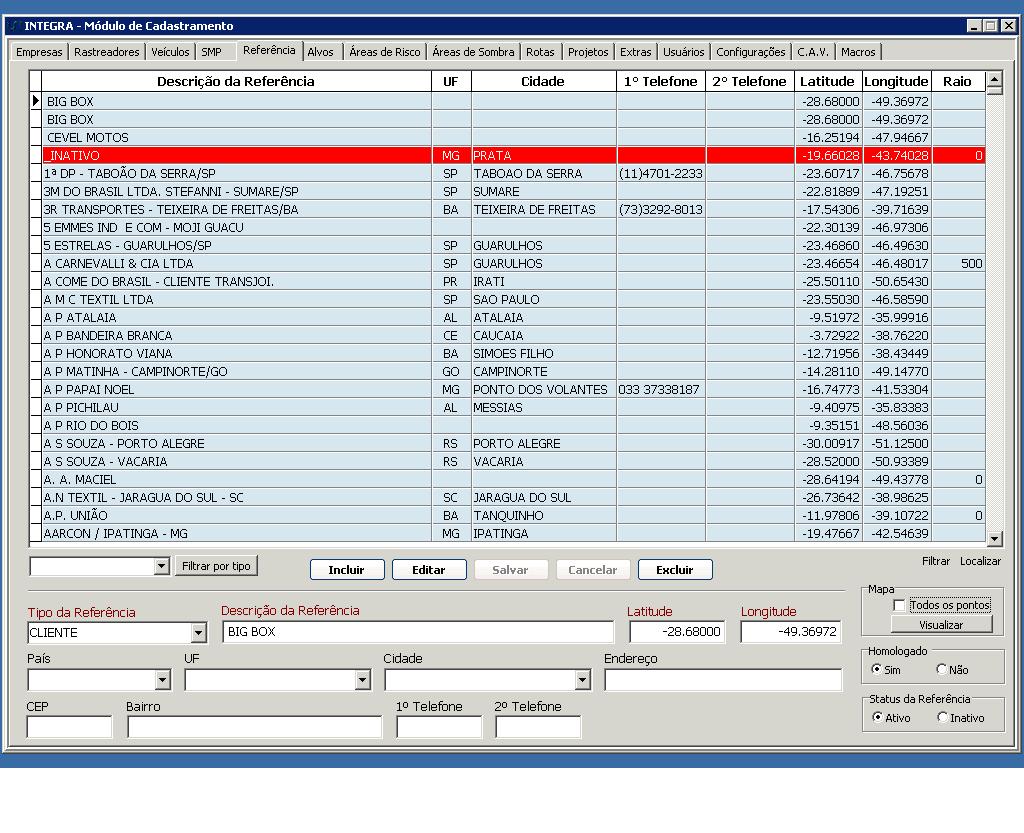 INTEGRA - Módulo de Cadastramento
Empresas Rastreadores Veículos SMP Referência Alvos Áreas de Risco Áreas de Sombra Rotas Projetos Extras Usuários Configurações C.A.V. Macros
Descrição da Referência UF Cidade 1º Telefone 2º Telefone Latitude Longitude Raio
BIG BOX -28.68000 -49.36972
BIG BOX -28.68000 -49.36972
CEVEL MOTOS -16.25194 -47.94667
_INATIVO MG PRATA -19.66028 -43.74028 0
1ª DP - TABOÃO DA SERRA/SP SP TABOAO DA SERRA (11)4701-2233 -23.60717 -46.75678
3M DO BRASIL LTDA. STEFANNI - SUMARE/SP SP SUMARE -22.81889 -47.19251
3R TRANSPORTES - TEIXEIRA DE FREITAS/BA BA TEIXEIRA DE FREITAS (73)3292-8013 -17.54306 -39.71639
5 EMMES IND  E COM - MOJI GUACU -22.30139 -46.97306
5 ESTRELAS - GUARULHOS/SP SP GUARULHOS -23.46860 -46.49630
A CARNEVALLI & CIA LTDA SP GUARULHOS -23.46654 -46.48017 500
A COME DO BRASIL - CLIENTE TRANSJOI. PR IRATI -25.50110 -50.65430
A M C TEXTIL LTDA SP SAO PAULO -23.55030 -46.58590
A P ATALAIA AL ATALAIA -9.51972 -35.99916
A P BANDEIRA BRANCA CE CAUCAIA -3.72922 -38.76220
A P HONORATO VIANA BA SIMOES FILHO -12.71956 -38.43449
A P MATINHA - CAMPINORTE/GO GO CAMPINORTE -14.28110 -49.14770
A P PAPAI NOEL MG PONTO DOS VOLANTES 033 37338187 -16.74773 -41.53304
A P PICHILAU AL MESSIAS -9.40975 -35.83383
A P RIO DO BOIS -9.35151 -48.56036
A S SOUZA - PORTO ALEGRE RS PORTO ALEGRE -30.00917 -51.12500
A S SOUZA - VACARIA RS VACARIA -28.52000 -50.93389
A. A. MACIEL -28.64194 -49.43778 0
A.N TEXTIL - JARAGUA DO SUL - SC SC JARAGUA DO SUL -26.73642 -38.98625
A.P. UNIÃO BA TANQUINHO -11.97806 -39.10722 0
AARCON / IPATINGA - MG MG IPATINGA -19.47667 -42.54639
Filtrar por tipo Incluir Editar Salvar Cancelar Excluir Filtrar Localizar
Tipo da Referência Descrição da Referência Latitude Longitude
CLIENTE BIG BOX -28.68000 -49.36972
Mapa
Todos os pontos
Visualizar
País UF Cidade Endereço
Homologado
Sim Não
CEP Bairro 1º Telefone 2º Telefone
Status da Referência
Ativo Inativo